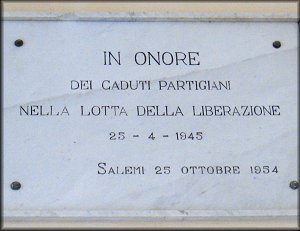 IN ONORE
DEI CADUTI PARTIGIANI
NELLA LOTTA DELLA LIBERAZIONE
25 - 4 - 1945
SALEMI 25 OTTOBRE 1954